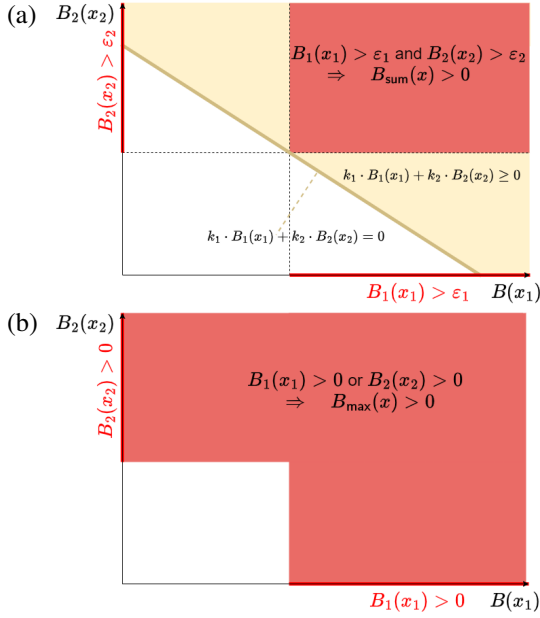 (a)
B₂(x₂)
B₂(x₂) > ε₂
B₁(x₁) > ε₁ and B₂(x₂) > ε₂
⇒ B_sum(x) > 0
k₁ · B₁(x₁) + k₂ · B₂(x₂) ≥ 0
k₁ · B₁(x₁) + k₂ · B₂(x₂) = 0
B₁(x₁) > ε₁
B(x₁)
(b)
B₂(x₂)
B₂(x₂) > 0
B₁(x₁) > 0 or B₂(x₂) > 0
⇒ B_max(x) > 0
B₁(x₁) > 0
B(x₁)